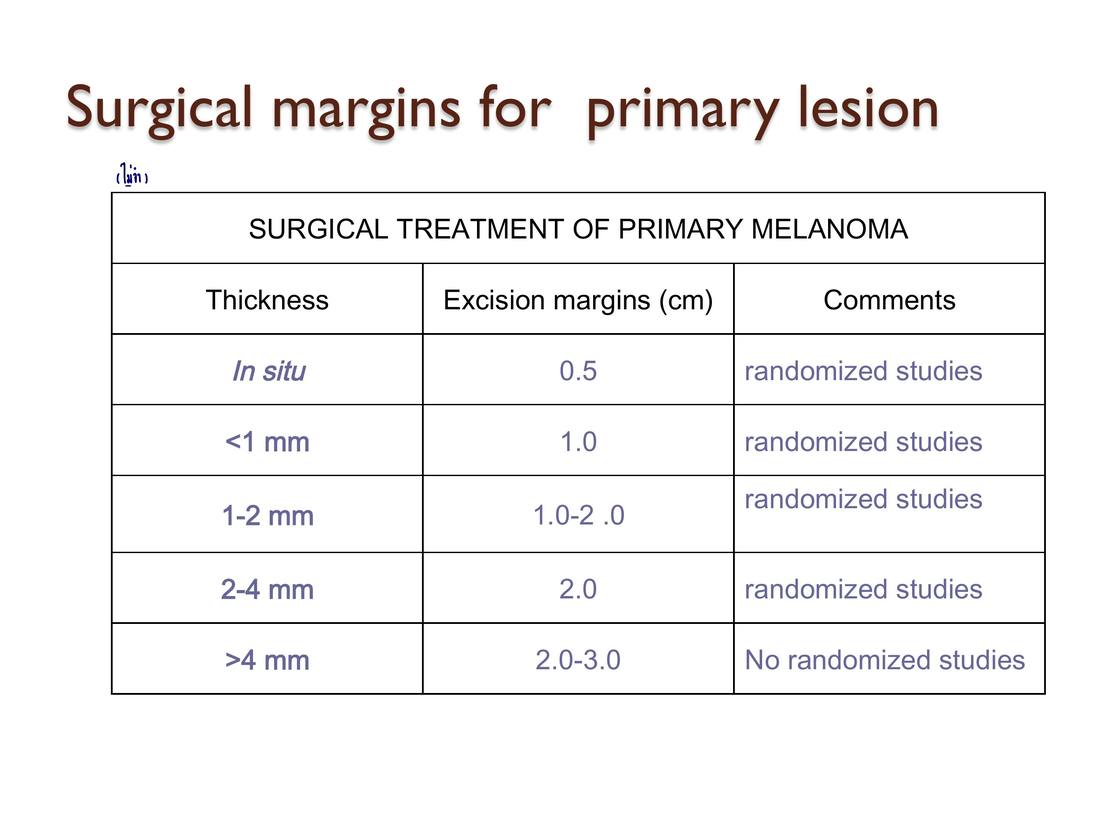 Surgical margins for primary lesion
SURGICAL TREATMENT OF PRIMARY MELANOMA
Thickness Excision margins (cm) Comments
In situ 0.5 randomized studies
<1 mm 1.0 randomized studies
1-2 mm 1.0-2 .0 randomized studies
2-4 mm 2.0 randomized studies
>4 mm 2.0-3.0 No randomized studies